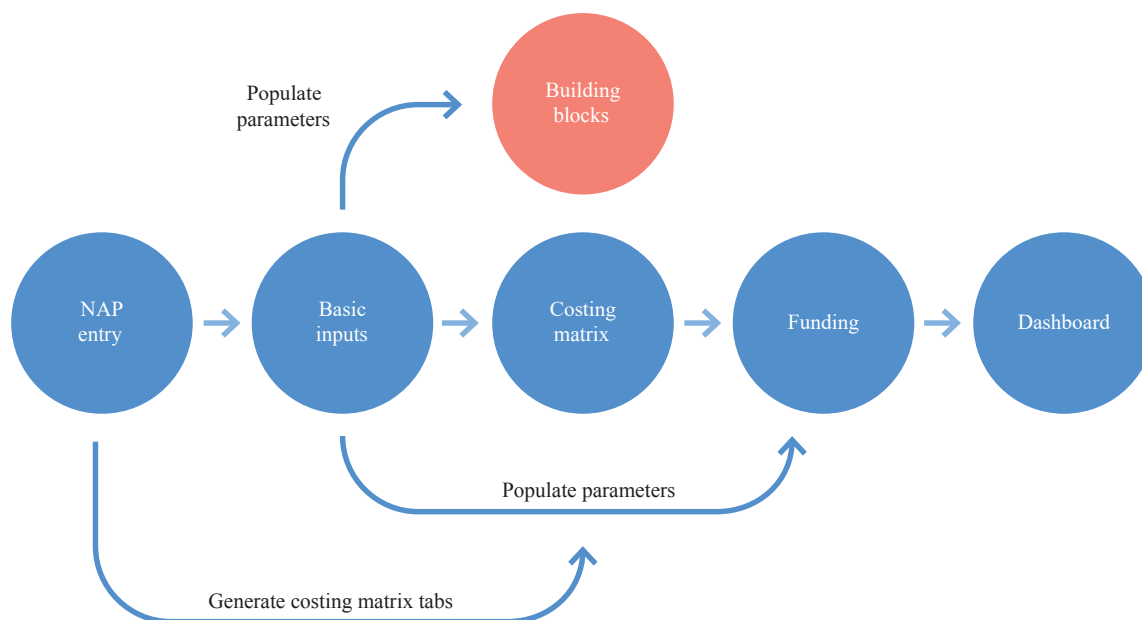 Populate
parameters
Building
blocks
NAP
entry
Basic
inputs
Costing
matrix
Funding
Dashboard
Populate parameters
Generate costing matrix tabs